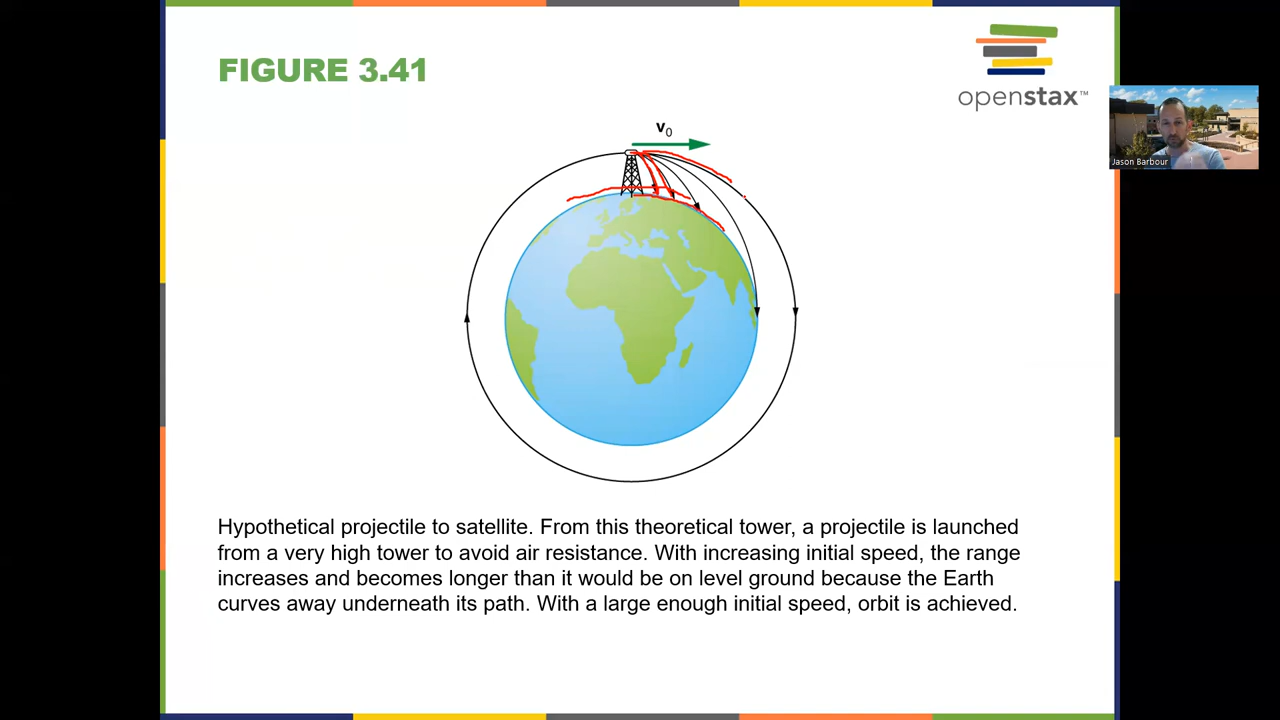 FIGURE 3.41
openstax™
Jason Barbour
v₀
Hypothetical projectile to satellite. From this theoretical tower, a projectile is launched
from a very high tower to avoid air resistance. With increasing initial speed, the range
increases and becomes longer than it would be on level ground because the Earth
curves away underneath its path. With a large enough initial speed, orbit is achieved.